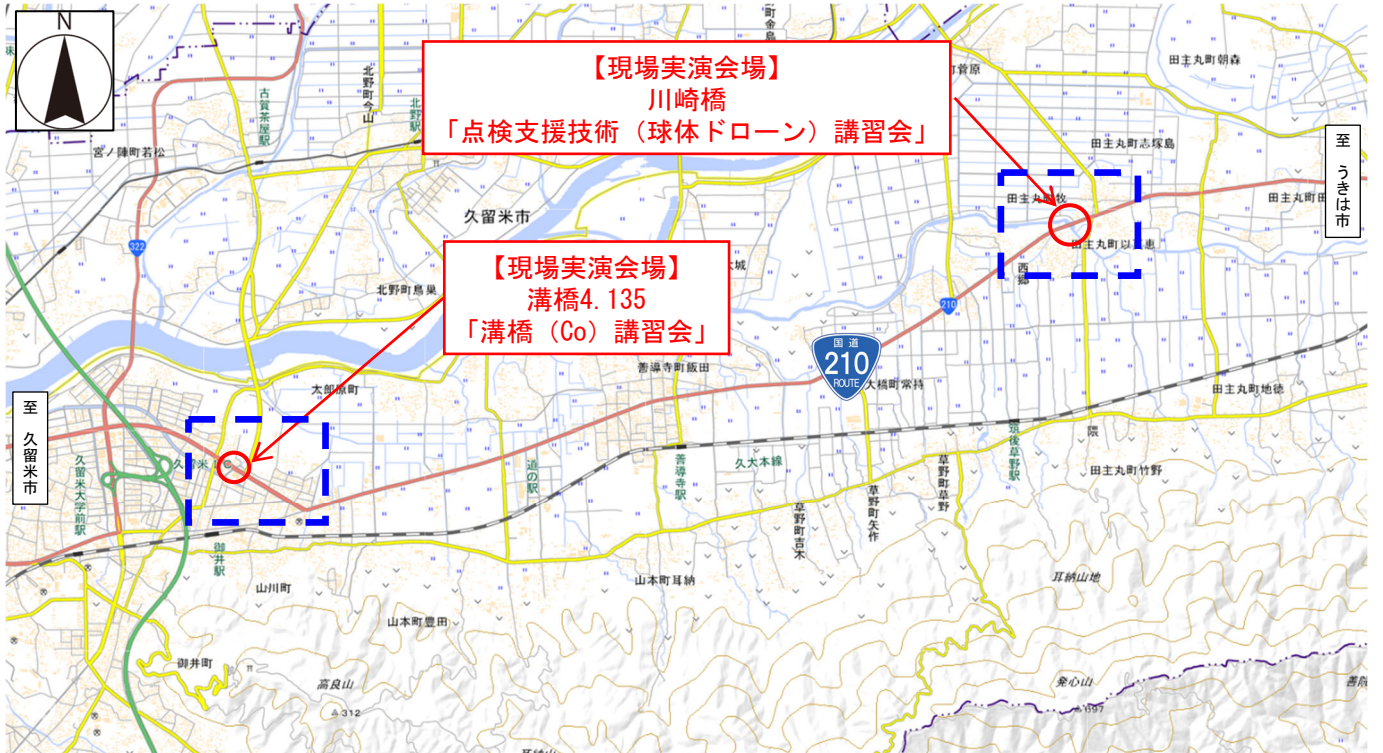 N
【現場実演会場】
川崎橋
「点検支援技術（球体ドローン）講習会」
【現場実演会場】
溝橋4.135
「溝橋（Co）講習会」
至 うきは市
至 久留米市
国道
210
ROUTE
210
322
古賀茶屋駅
北野町今山
北野駅
宮ノ陣町若松
久留米市
北野町鳥巣
田主丸町朝森
田主丸町志塚島
西郷
太郎原町
善導寺町飯田
大橋町常持
田主丸町地徳
久留米大学前駅
御井駅
道の駅
善導寺駅
久大本線
筑後草野駅
隈
田主丸町竹野
草野町草野
草野町矢作
草野町吉木
山川町
山本町耳納
山本町豊田
御井町
高良山
312
耳納山地
発心山
697